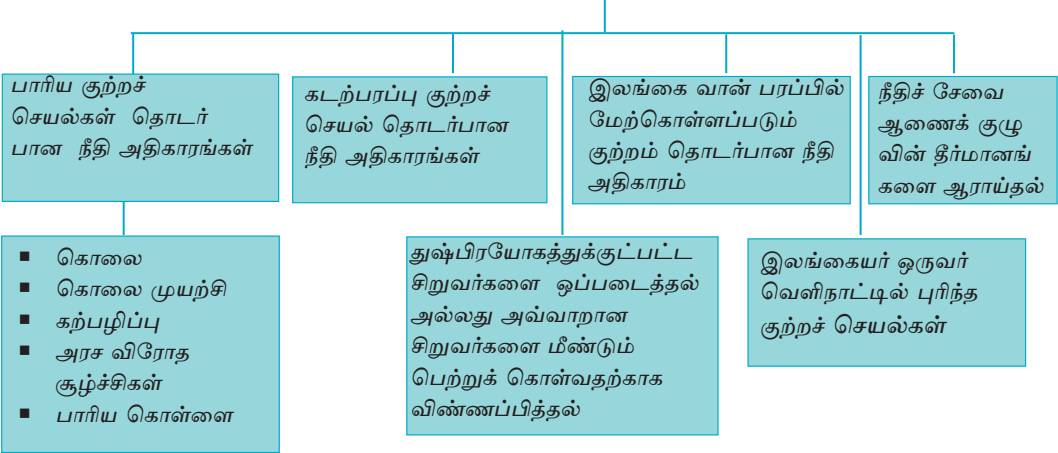 பாரிய குற்றச்
செயல்கள் தொடர்
பான நீதி அதிகாரங்கள்
கடற்பரப்பு குற்றச்
செயல் தொடர்பான
நீதி அதிகாரங்கள்
இலங்கை வான் பரப்பில்
மேற்கொள்ளப்படும்
குற்றம் தொடர்பான நீதி
அதிகாரம்
நீதிச் சேவை
ஆணைக் குழு
வின் தீர்மானங்
களை ஆராய்தல்
■ கொலை
■ கொலை முயற்சி
■ கற்பழிப்பு
■ அரச விரோத
சூழ்ச்சிகள்
■ பாரிய கொள்ளை
துஷ்பிரயோகத்துக்குட்பட்ட
சிறுவர்களை ஒப்படைத்தல்
அல்லது அவ்வாறான
சிறுவர்களை மீண்டும்
பெற்றுக் கொள்வதற்காக
விண்ணப்பித்தல்
இலங்கையர் ஒருவர்
வெளிநாட்டில் புரிந்த
குற்றச் செயல்கள்